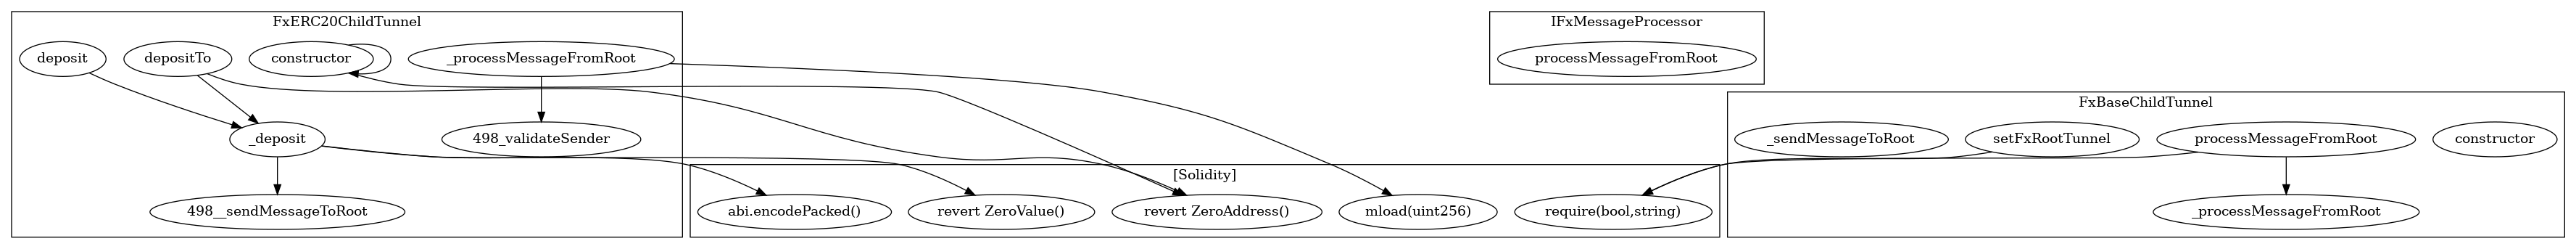 FxERC20ChildTunnel
deposit
depositTo
constructor
_processMessageFromRoot
_deposit
498_validateSender
498__sendMessageToRoot
[Solidity]
abi.encodePacked()
revert ZeroValue()
revert ZeroAddress()
mload(uint256)
require(bool,string)
IFxMessageProcessor
processMessageFromRoot
FxBaseChildTunnel
_sendMessageToRoot
setFxRootTunnel
processMessageFromRoot
constructor
_processMessageFromRoot